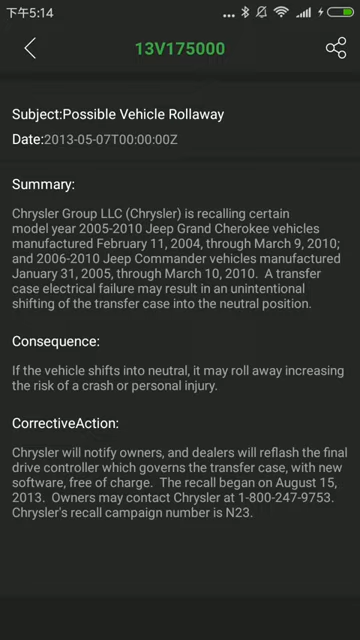 下午5:14
13V175000
Subject:Possible Vehicle Rollaway
Date:2013-05-07T00:00:00Z
Summary:
Chrysler Group LLC (Chrysler) is recalling certain
model year 2005-2010 Jeep Grand Cherokee vehicles
manufactured February 11, 2004, through March 9, 2010;
and 2006-2010 Jeep Commander vehicles manufactured
January 31, 2005, through March 10, 2010.  A transfer
case electrical failure may result in an unintentional
shifting of the transfer case into the neutral position.
Consequence:
If the vehicle shifts into neutral, it may roll away increasing
the risk of a crash or personal injury.
CorrectiveAction:
Chrysler will notify owners, and dealers will reflash the final
drive controller which governs the transfer case, with new
software, free of charge.  The recall began on August 15,
2013.  Owners may contact Chrysler at 1-800-247-9753.
Chrysler's recall campaign number is N23.